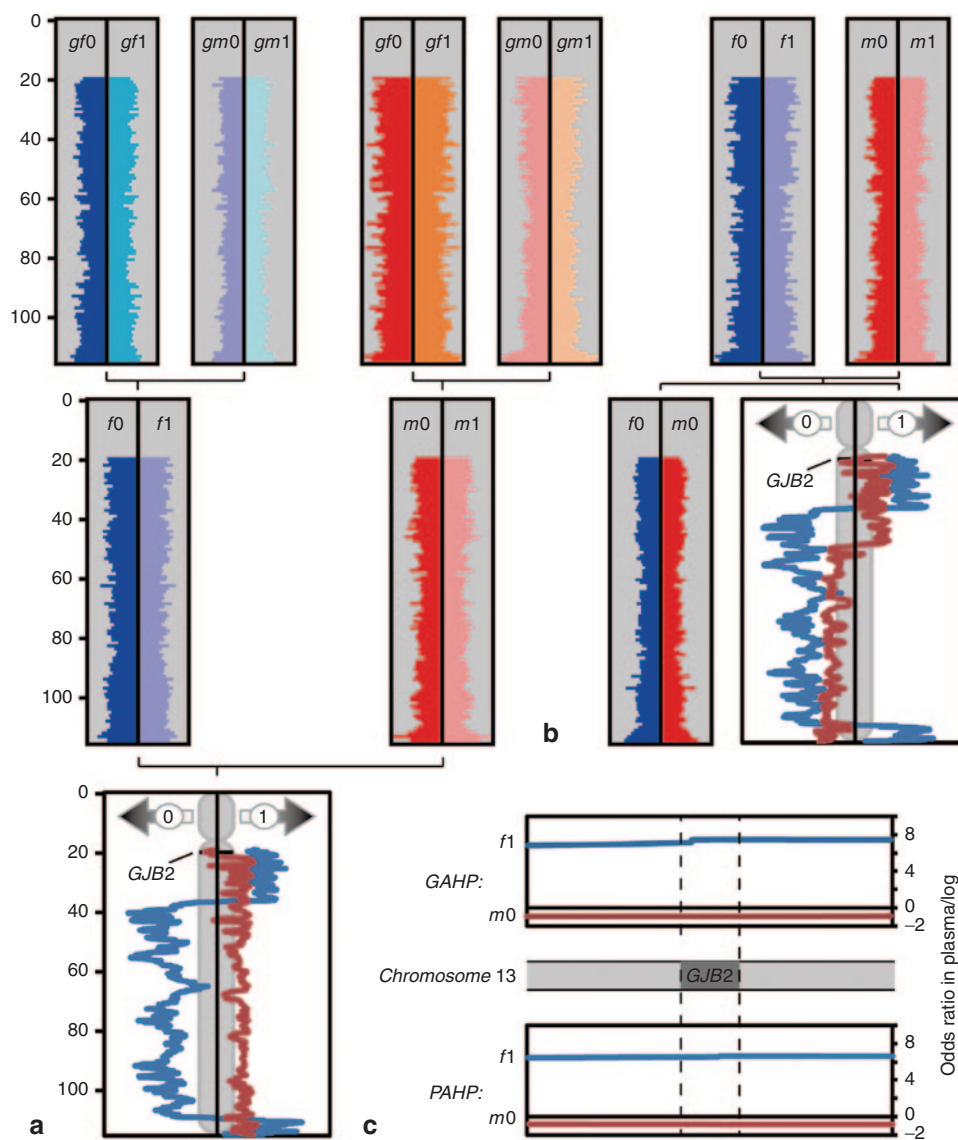 0
20
40
60
80
100
gf0 gf1
gm0 gm1
gf0 gf1
gm0 gm1
f0 f1
m0 m1
0
20
40
60
80
100
f0 f1
m0 m1
f0 m0
0 1
GJB2
b
0
20
40
60
80
100
0 1
GJB2
a
f1
GAHP:
m0
8
4
0
−2
Chromosome 13
GJB2
f1
PAHP:
m0
8
4
0
−2
Odds ratio in plasma/log
c